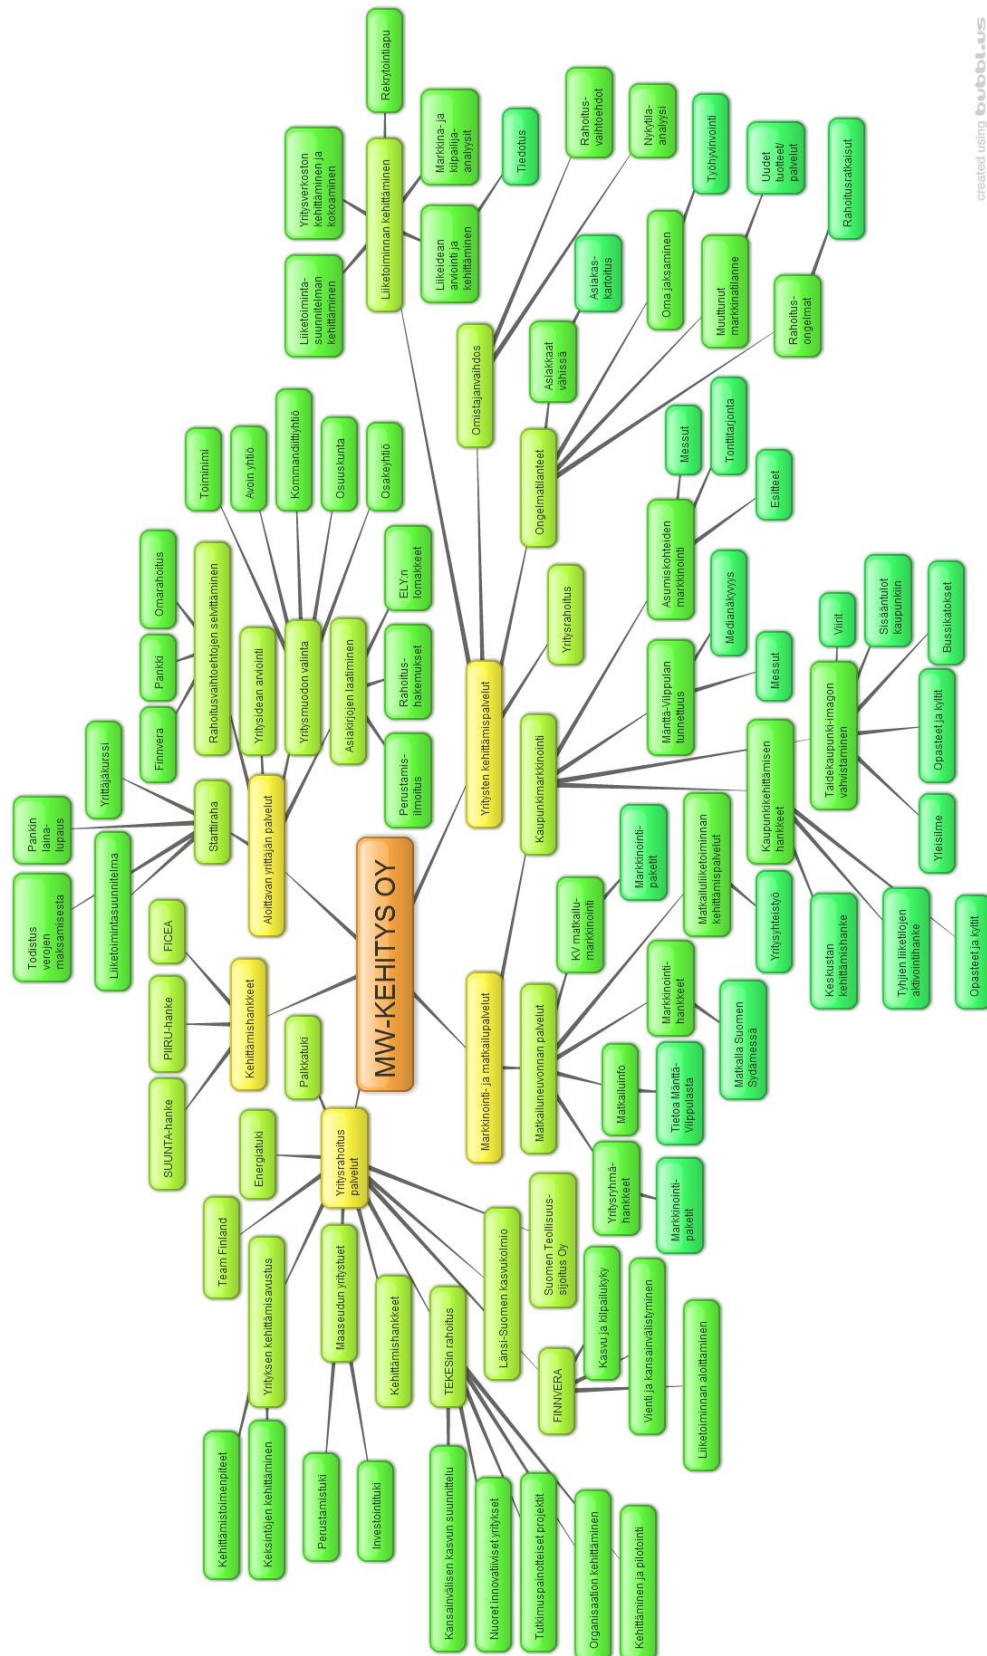 MW-KEHITYS OY
Yritysrahoitus
palvelut
Palkkatuki
Energiatuki
Team Finland
Yrityksen kehittämisavustus
Kehittämistoimenpiteet
Keksintöjen kehittäminen
Maaseudun yritystuet
Perustamistuki
Investointituki
Kehittämishankkeet
TEKESin rahoitus
Kansainvälisen kasvun suunnittelu
Nuoret innovatiiviset yritykset
Tutkimuspainotteiset projektit
Organisaation kehittäminen
Kehittäminen ja pilotointi
FINNVERA
Kasvu ja kilpailukyky
Vienti ja kansainvälistyminen
Liiketoiminnan aloittaminen
Länsi-Suomen kasvukolmio
Suomen Teollisuus-
sijoitus Oy
Kehittämishankkeet
SUUNTA-hanke
PIIRU-hanke
FICEA
Aloittavan yrittäjän palvelut
Starttiraha
Todistus
verojen
maksamisesta
Liiketoimintasuunnitelma
Pankin
laina-
lupaus
Yrittäjäkurssi
Rahoitusvaihtoehtojen selvittäminen
Finnvera
Pankki
Omarahoitus
Yritysidean arviointi
Yritysmuodon valinta
Toiminimi
Avoin yhtiö
Kommandiittiyhtiö
Osuuskunta
Osakeyhtiö
Asiakirjojen laatiminen
Perustamis-
ilmoitus
Rahoitus-
hakemukset
ELY:n
lomakkeet
Yritysten kehittämispalvelut
Liiketoiminnan kehittäminen
Liiketoiminta-
suunnitelman
kehittäminen
Yritysverkoston
kehittäminen ja
kokoaminen
Rekrytointiapu
Markkina- ja
kilpailija-
analyysit
Liikeidean
arviointi ja
kehittäminen
Tiedotus
Omistajanvaihdos
Rahoitus-
vaihtoehdot
Nykytila-
analyysi
Ongelmatilanteet
Asiakkaat
vähissä
Asiakas-
kartoitus
Oma jaksaminen
Työhyvinvointi
Muuttunut
markkinatilanne
Uudet
tuotteet/
palvelut
Rahoitus-
ongelmat
Rahoitusratkaisut
Yritysrahoitus
Markkinointi- ja matkailupalvelut
Matkailuneuvonnan palvelut
Yritysryhmä-
hankkeet
Markkinointi-
paketit
Matkailuinfo
Tietoa Mänttä-
Vilppulasta
Markkinointi-
hankkeet
Matkalla Suomen
Sydämessä
KV matkailu-
markkinointi
Markkinointi-
paketit
Matkailuliiketoiminnan
kehittämispalvelut
Yritysyhteistyö
Kaupunkimarkkinointi
Asumiskohteiden
markkinointi
Messut
Tonttitarjonta
Esitteet
Mänttä-Vilppulan
tunnettuus
Medianäkyvyys
Messut
Kaupunkikehittämisen
hankkeet
Keskustan
kehittämishanke
Tyhjien liiketilojen
aktivointihanke
Opasteet ja kyltit
Taidekaupunki-imagon
vahvistaminen
Viirit
Sisääntulot
kaupunkiin
Bussikatokset
Opasteet ja kyltit
Yleisilme
created using bubbl.us